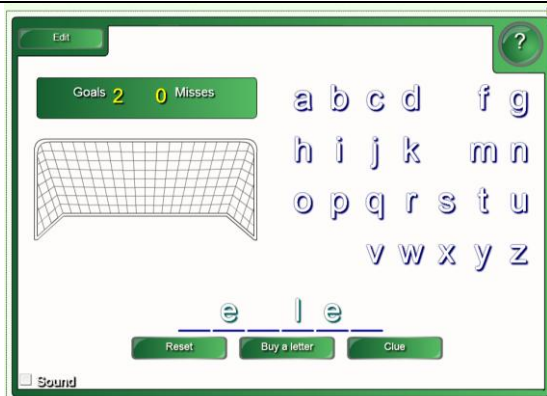 Edit
?
Goals 2 0 Misses
a b c d f g
h i j k m n
o p q r s t u
v w x y z
_ e _ l e _
Reset Buy a letter Clue
Sound